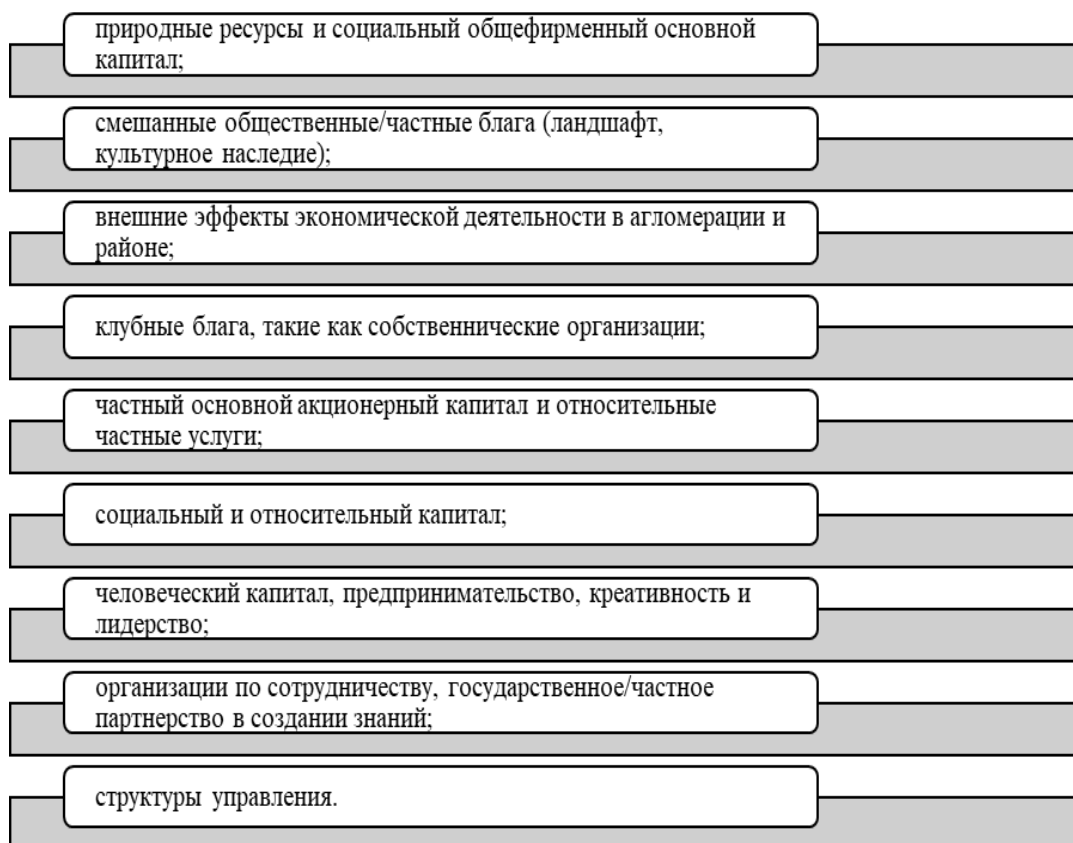 природные ресурсы и социальный общефирменный основной
капитал;
смешанные общественные/частные блага (ландшафт,
культурное наследие);
внешние эффекты экономической деятельности в агломерации и
районе;
клубные блага, такие как собственнические организации;
частный основной акционерный капитал и относительные
частные услуги;
социальный и относительный капитал;
человеческий капитал, предпринимательство, креативность и
лидерство;
организации по сотрудничеству, государственное/частное
партнерство в создании знаний;
структуры управления.